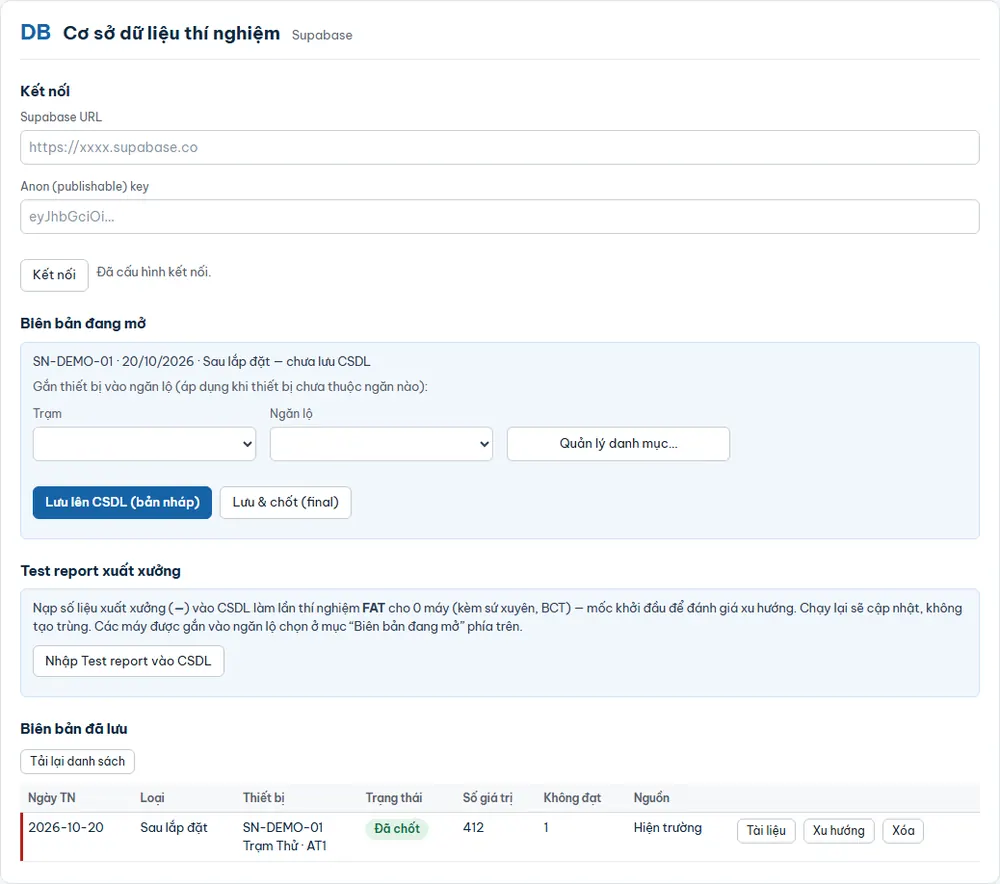 DB Cơ sở dữ liệu thí nghiệm Supabase
Kết nối
Supabase URL
https://xxxx.supabase.co
Anon (publishable) key
eyJhbGciOi...
Kết nối Đã cấu hình kết nối.
Biên bản đang mở
SN-DEMO-01 · 20/10/2026 · Sau lắp đặt — chưa lưu CSDL
Gắn thiết bị vào ngăn lộ (áp dụng khi thiết bị chưa thuộc ngăn nào):
Trạm Ngăn lộ
Quản lý danh mục...
Lưu lên CSDL (bản nháp) Lưu & chốt (final)
Test report xuất xưởng
Nạp số liệu xuất xưởng (—) vào CSDL làm lần thí nghiệm FAT cho 0 máy (kèm sứ xuyên, BCT) — mốc khởi đầu để đánh giá xu hướng. Chạy lại sẽ cập nhật, không
tạo trùng. Các máy được gắn vào ngăn lộ chọn ở mục “Biên bản đang mở” phía trên.
Nhập Test report vào CSDL
Biên bản đã lưu
Tải lại danh sách
Ngày TN Loại Thiết bị Trạng thái Số giá trị Không đạt Nguồn
2026-10-20 Sau lắp đặt SN-DEMO-01 Đã chốt 412 1 Hiện trường Tài liệu Xu hướng Xóa
Trạm Thử · AT1